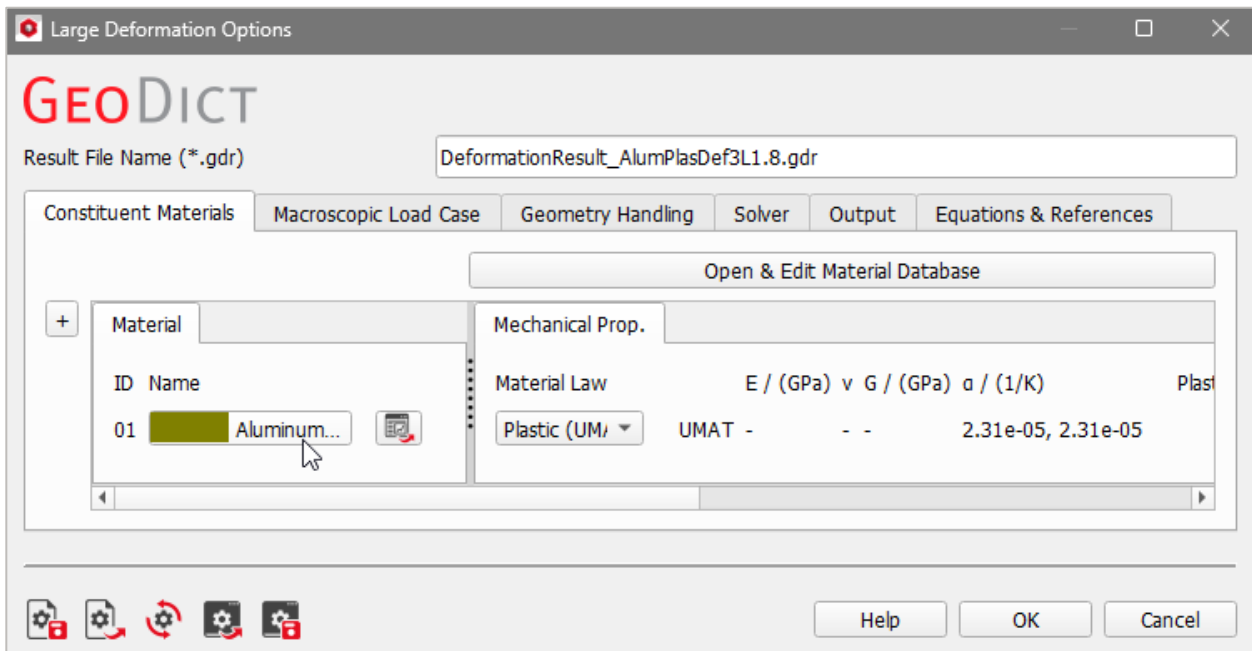 Large Deformation Options
GEODICT
Result File Name (*.gdr) DeformationResult_AlumPlasDef3L1.8.gdr
Constituent Materials Macroscopic Load Case Geometry Handling Solver Output Equations & References
Open & Edit Material Database
+ Material Mechanical Prop.
ID Name Material Law E / (GPa) ν G / (GPa) α / (1/K) Plast
01 Aluminum... Plastic (UMA UMAT - - - 2.31e-05, 2.31e-05
Help OK Cancel